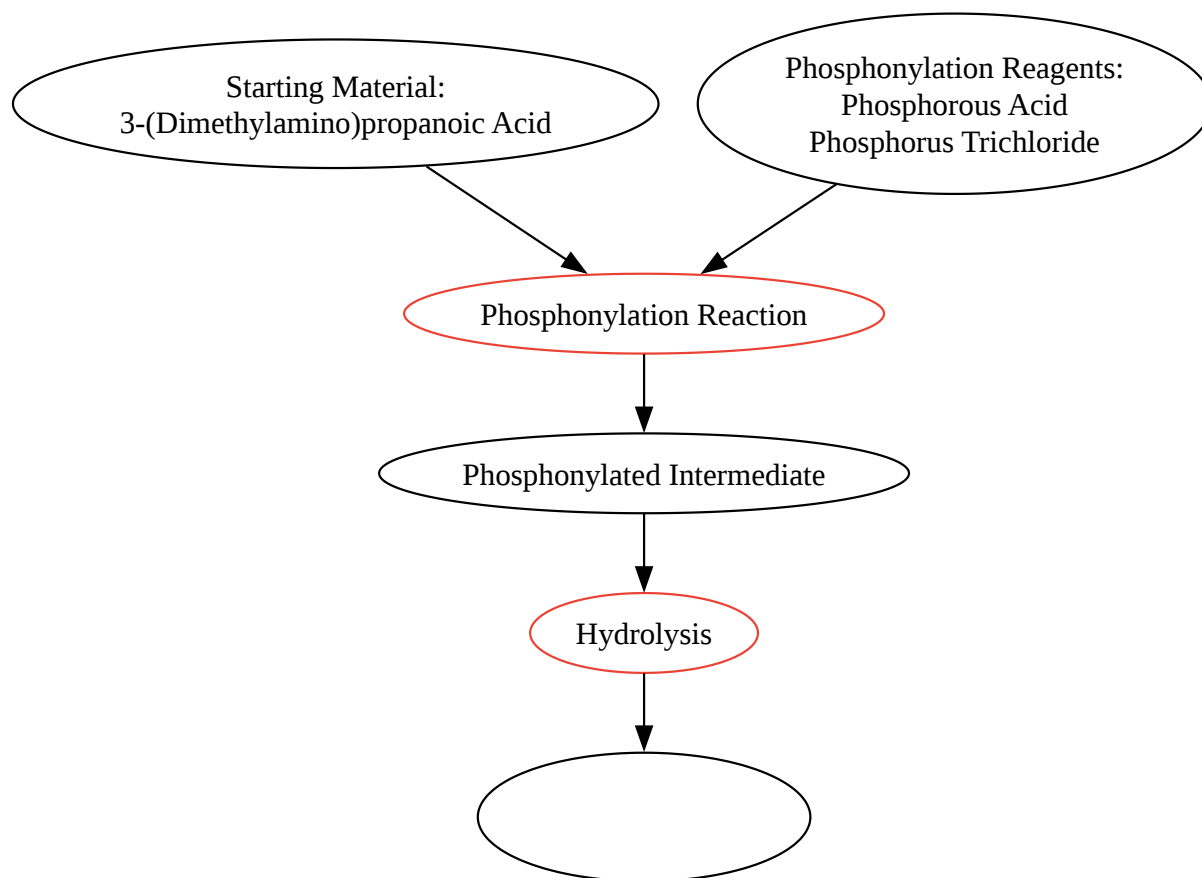 Starting Material:
3-(Dimethylamino)propanoic Acid
Phosphonylation Reagents:
Phosphorous Acid
Phosphorus Trichloride
Phosphonylation Reaction
Phosphonylated Intermediate
Hydrolysis